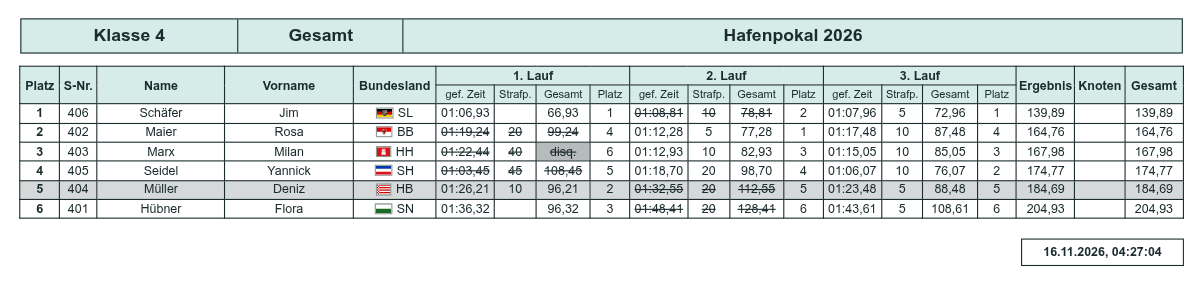 Klasse 4 Gesamt Hafenpokal 2026
Platz S-Nr. Name Vorname Bundesland 1. Lauf 2. Lauf 3. Lauf Ergebnis Knoten Gesamt
gef. Zeit Strafp. Gesamt Platz gef. Zeit Strafp. Gesamt Platz gef. Zeit Strafp. Gesamt Platz
1 406 Schäfer Jim SL 01:06,93 66,93 1 01:08,81 10 78,81 2 01:07,96 5 72,96 1 139,89 139,89
2 402 Maier Rosa BB 01:19,24 20 99,24 4 01:12,28 5 77,28 1 01:17,48 10 87,48 4 164,76 164,76
3 403 Marx Milan HH 01:22,44 40 disq. 6 01:12,93 10 82,93 3 01:15,05 10 85,05 3 167,98 167,98
4 405 Seidel Yannick SH 01:03,45 45 108,45 5 01:18,70 20 98,70 4 01:06,07 10 76,07 2 174,77 174,77
5 404 Müller Deniz HB 01:26,21 10 96,21 2 01:32,55 20 112,55 5 01:23,48 5 88,48 5 184,69 184,69
6 401 Hübner Flora SN 01:36,32 96,32 3 01:48,41 20 128,41 6 01:43,61 5 108,61 6 204,93 204,93
16.11.2026, 04:27:04